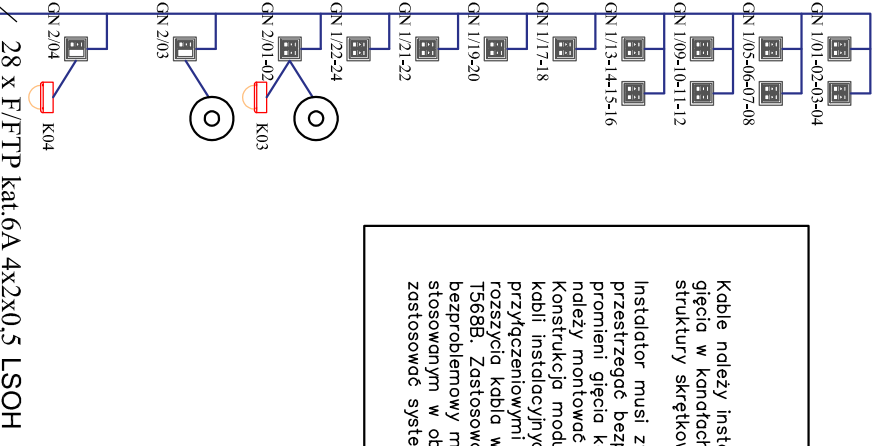 GN 1/01-02-03-04
GN 1/05-06-07-08
GN 1/09-10-11-12
GN 1/13-14-15-16
GN 1/17-18
GN 1/19-20
GN 1/21-22
GN 1/22-24
GN 2/01-02
K03
GN 2/03
GN 2/04
K04
28 x F/FTP kat.6A 4x2x0,5 LSOH
Kable należy inst
gięcia w kanałach
struktury skrętkow
Instalator musi z
przestrzegać bezp
promieni gięcia k
należy montować
Konstrukcja modu
kabli instalacyjnyc
przyłączeniowymi
rozszycia kabla w
T568B. Zastosowa
bezproblemowy m
stosowanym w ob
zastosować syste